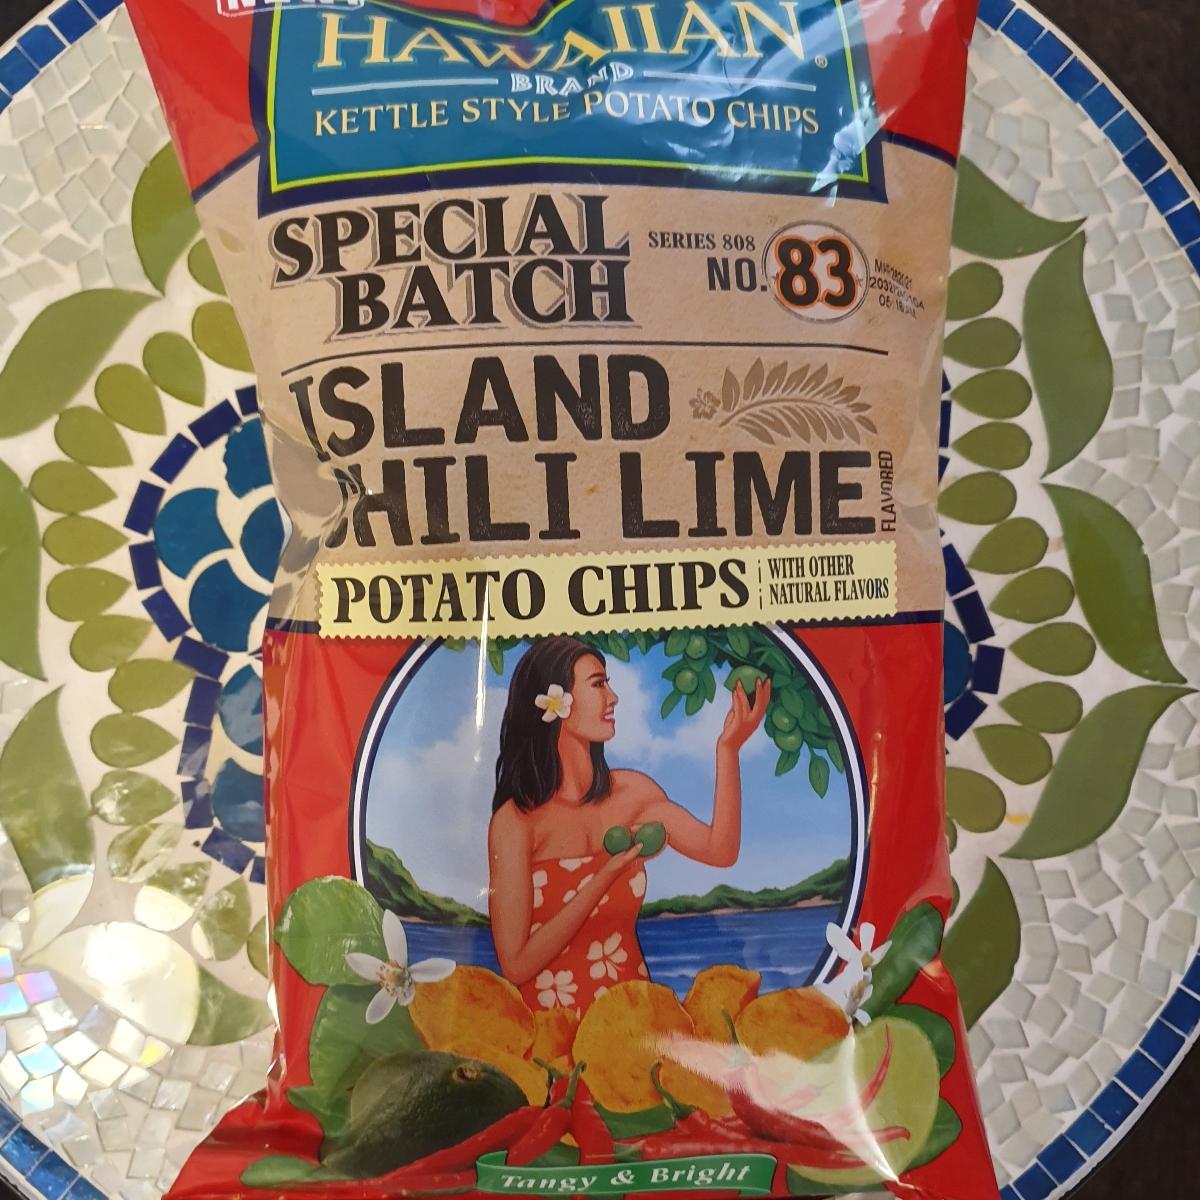 HAWAIIAN®
BRAND
KETTLE STYLE POTATO CHIPS
SPECIAL
BATCH
SERIES 808
NO. 83
ISLAND
CHILI LIME
FLAVORED
POTATO CHIPS
WITH OTHER
NATURAL FLAVORS
Tangy & Bright